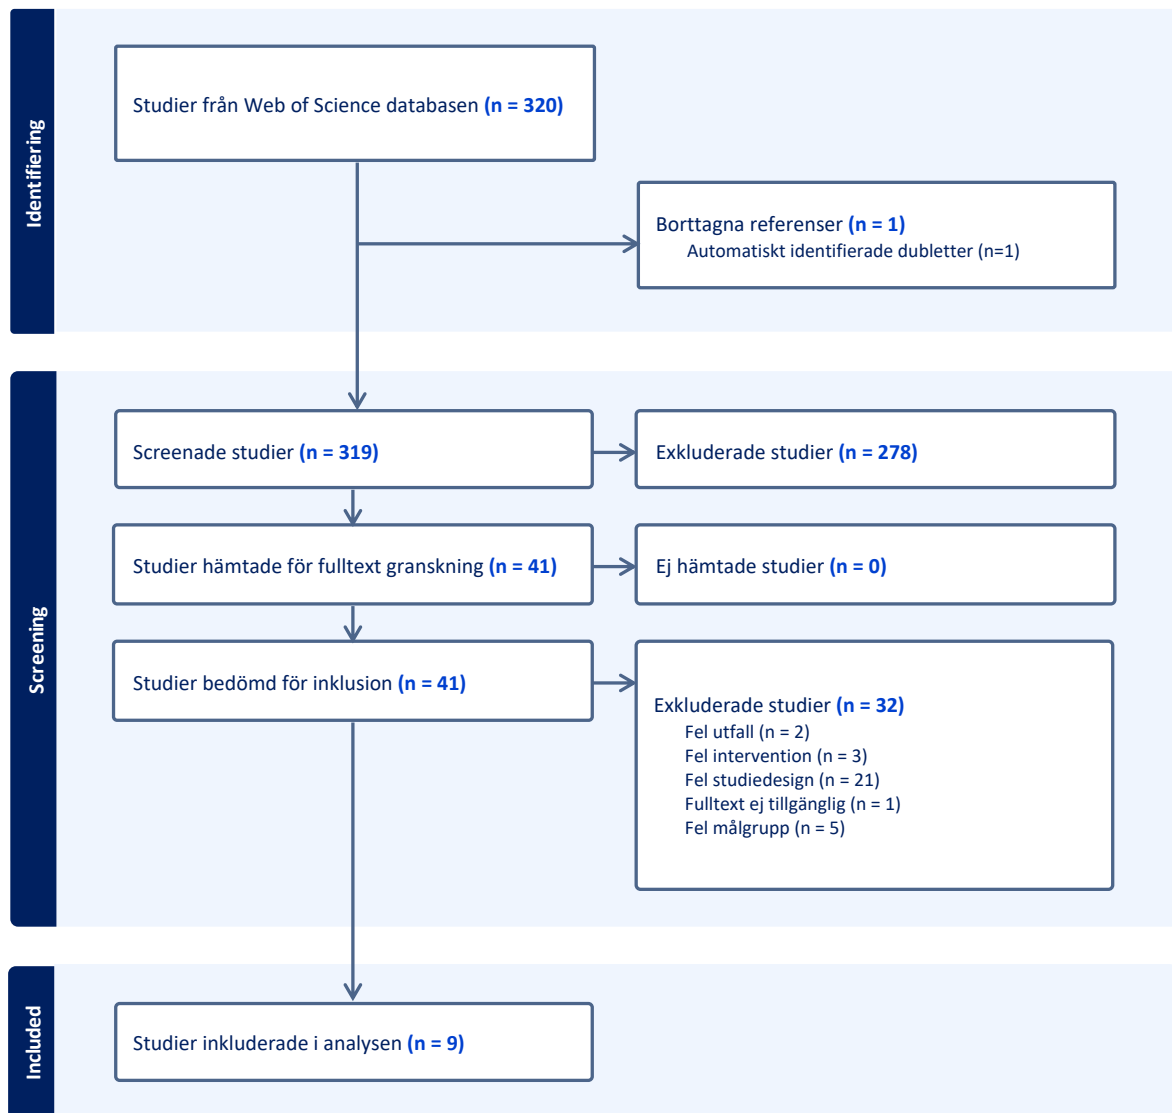 Identifiering
Studier från Web of Science databasen (n = 320)
Borttagna referenser (n = 1)
Automatiskt identifierade dubletter (n=1)
Screening
Screenade studier (n = 319)
Exkluderade studier (n = 278)
Studier hämtade för fulltext granskning (n = 41)
Ej hämtade studier (n = 0)
Studier bedömd för inklusion (n = 41)
Exkluderade studier (n = 32)
Fel utfall (n = 2)
Fel intervention (n = 3)
Fel studiedesign (n = 21)
Fulltext ej tillgänglig (n = 1)
Fel målgrupp (n = 5)
Included
Studier inkluderade i analysen (n = 9)